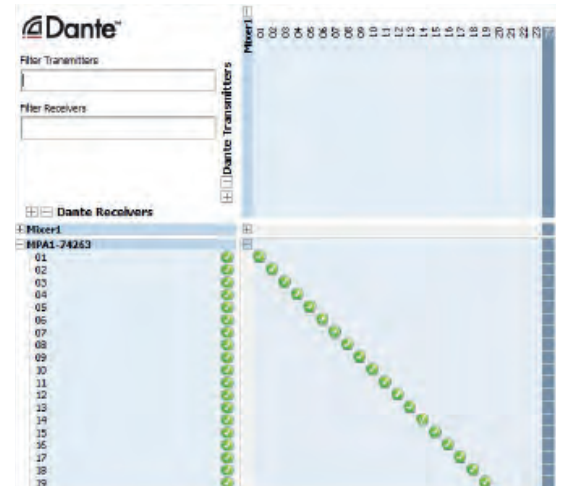 Dante™
Filter Transmitters
Filter Receivers
Dante Receivers
Dante Transmitters
Mixer1
01 02 03 04 05 06 07 08 09 10 11 12 13 14 15 16 17 18 19 20 21 22 23
Mixer1
MPA1-74263
01
02
03
04
05
06
07
08
09
10
11
12
13
14
15
16
17
18
19